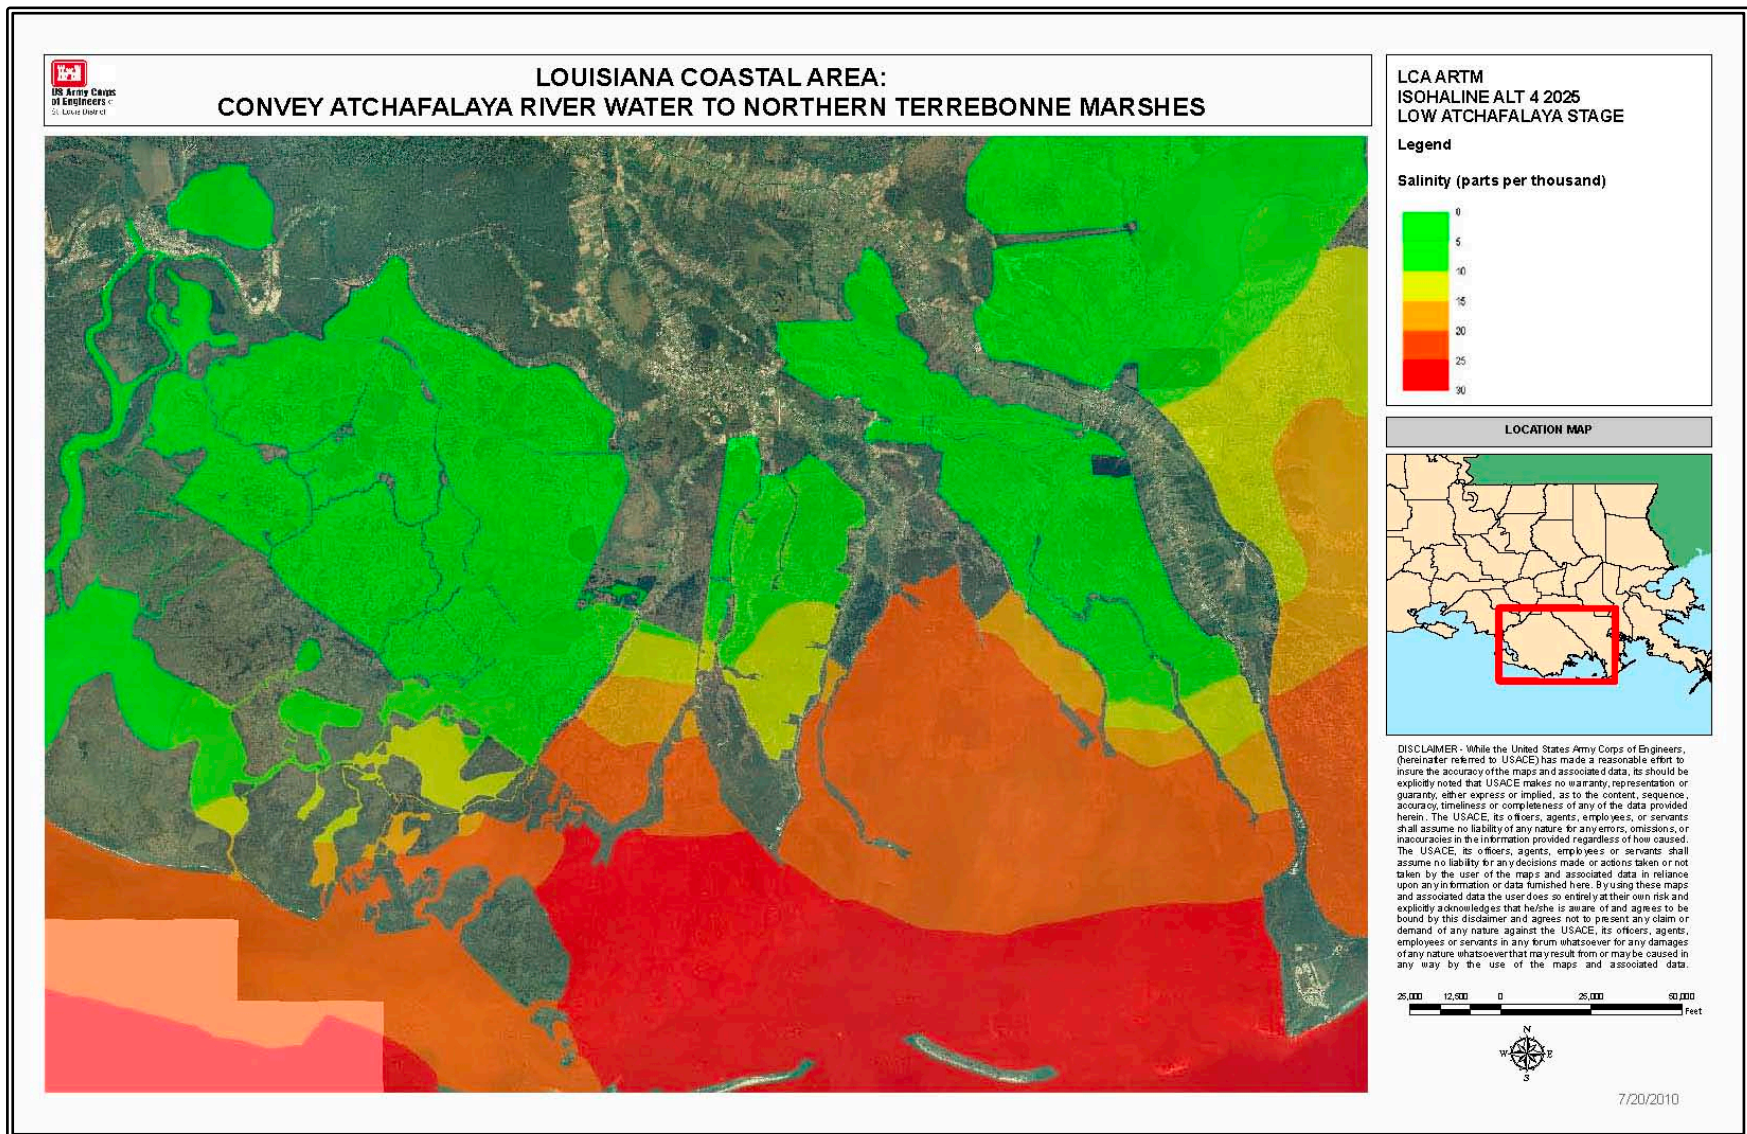 US Army Corps
of Engineers
St. Louis District
LOUISIANA COASTAL AREA:
CONVEY ATCHAFALAYA RIVER WATER TO NORTHERN TERREBONNE MARSHES
LCA ARTM
ISOHALINE ALT 4 2025
LOW ATCHAFALAYA STAGE
Legend
Salinity (parts per thousand)
0
5
10
15
20
25
30
LOCATION MAP
DISCLAIMER - While the United States Army Corps of Engineers,
(hereinafter referred to USACE) has made a reasonable effort to
insure the accuracy of the maps and associated data, its should be
explicitly noted that USACE makes no warranty, representation or
guaranty, either express or implied, as to the content, sequence,
accuracy, timeliness or completeness of any of the data provided
herein. The USACE, its officers, agents, employees, or servants
shall assume no liability of any nature for any errors, omissions, or
inaccuracies in the information provided regardless of how caused.
The USACE, its officers, agents, employees or servants shall
assume no liability for any decisions made or actions taken or not
taken by the user of the maps and associated data in reliance
upon any information or data furnished here. By using these maps
and associated data the user does so entirely at their own risk and
explicitly acknowledges that he/she is aware of and agrees to be
bound by this disclaimer and agrees not to present any claim or
demand of any nature against the USACE, its officers, agents,
employees or servants in any forum whatsoever for any damages
of any nature whatsoever that may result from or may be caused in
any way by the use of the maps and associated data.
25,000 12,500 0 25,000 50,000
Feet
N
W E
S
7/20/2010